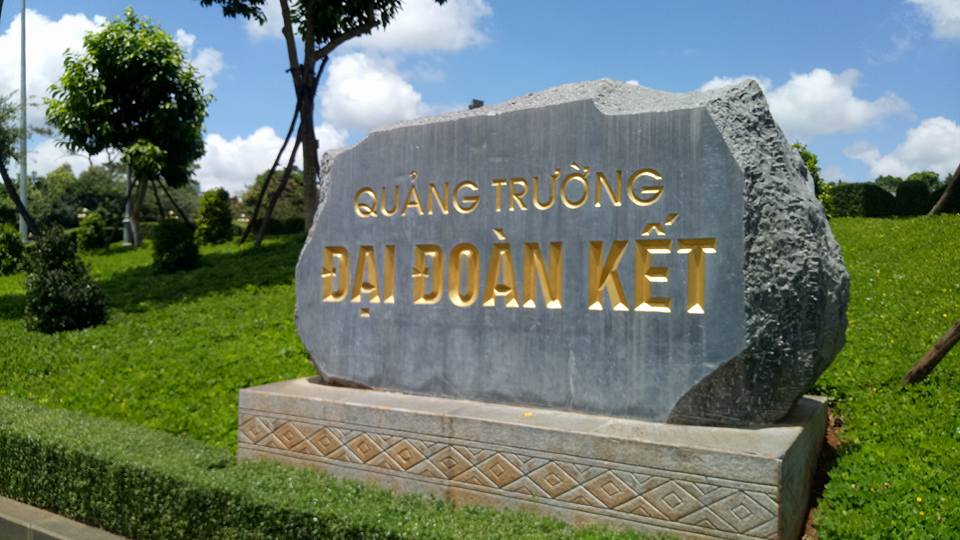 QUẢNG TRƯỜNG
ĐẠI ĐOÀN KẾT